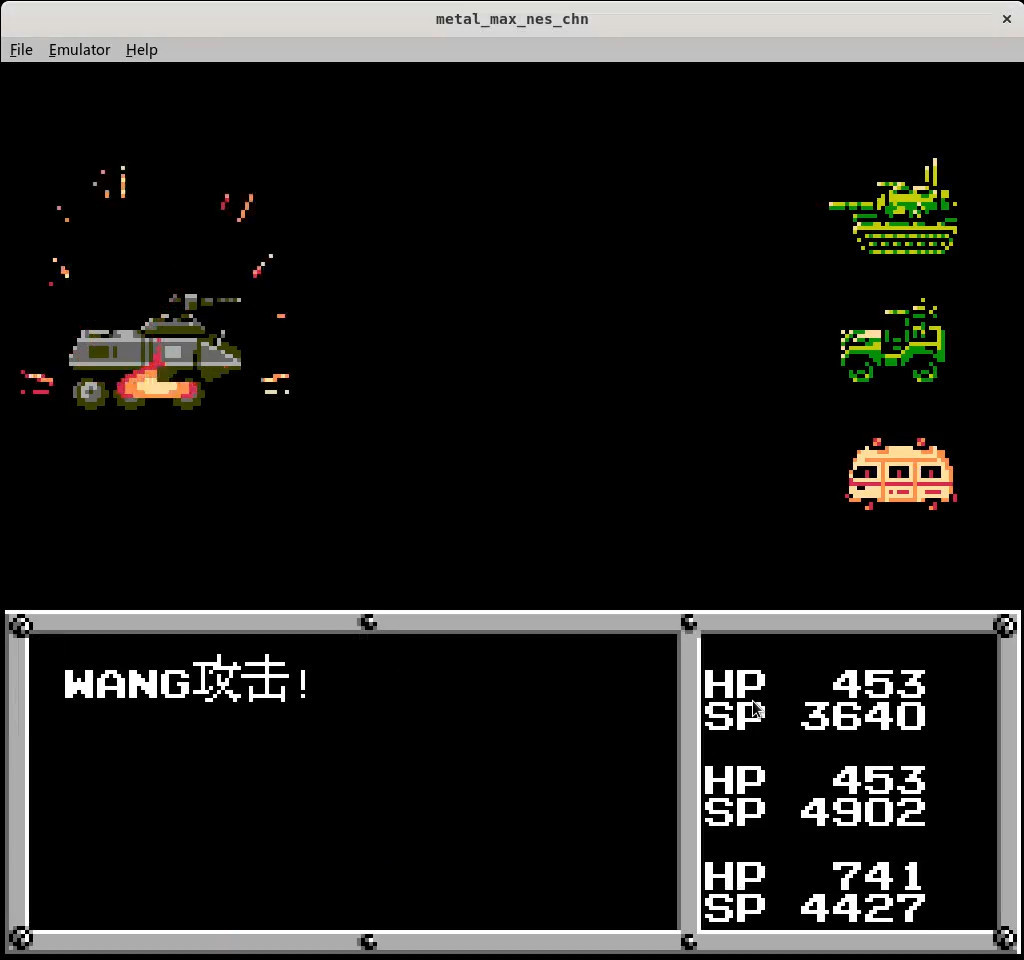 metal_max_nes_chn ×
File Emulator Help
WANG攻击!
HP 453
SP 3640
HP 453
SP 4902
HP 741
SP 4427